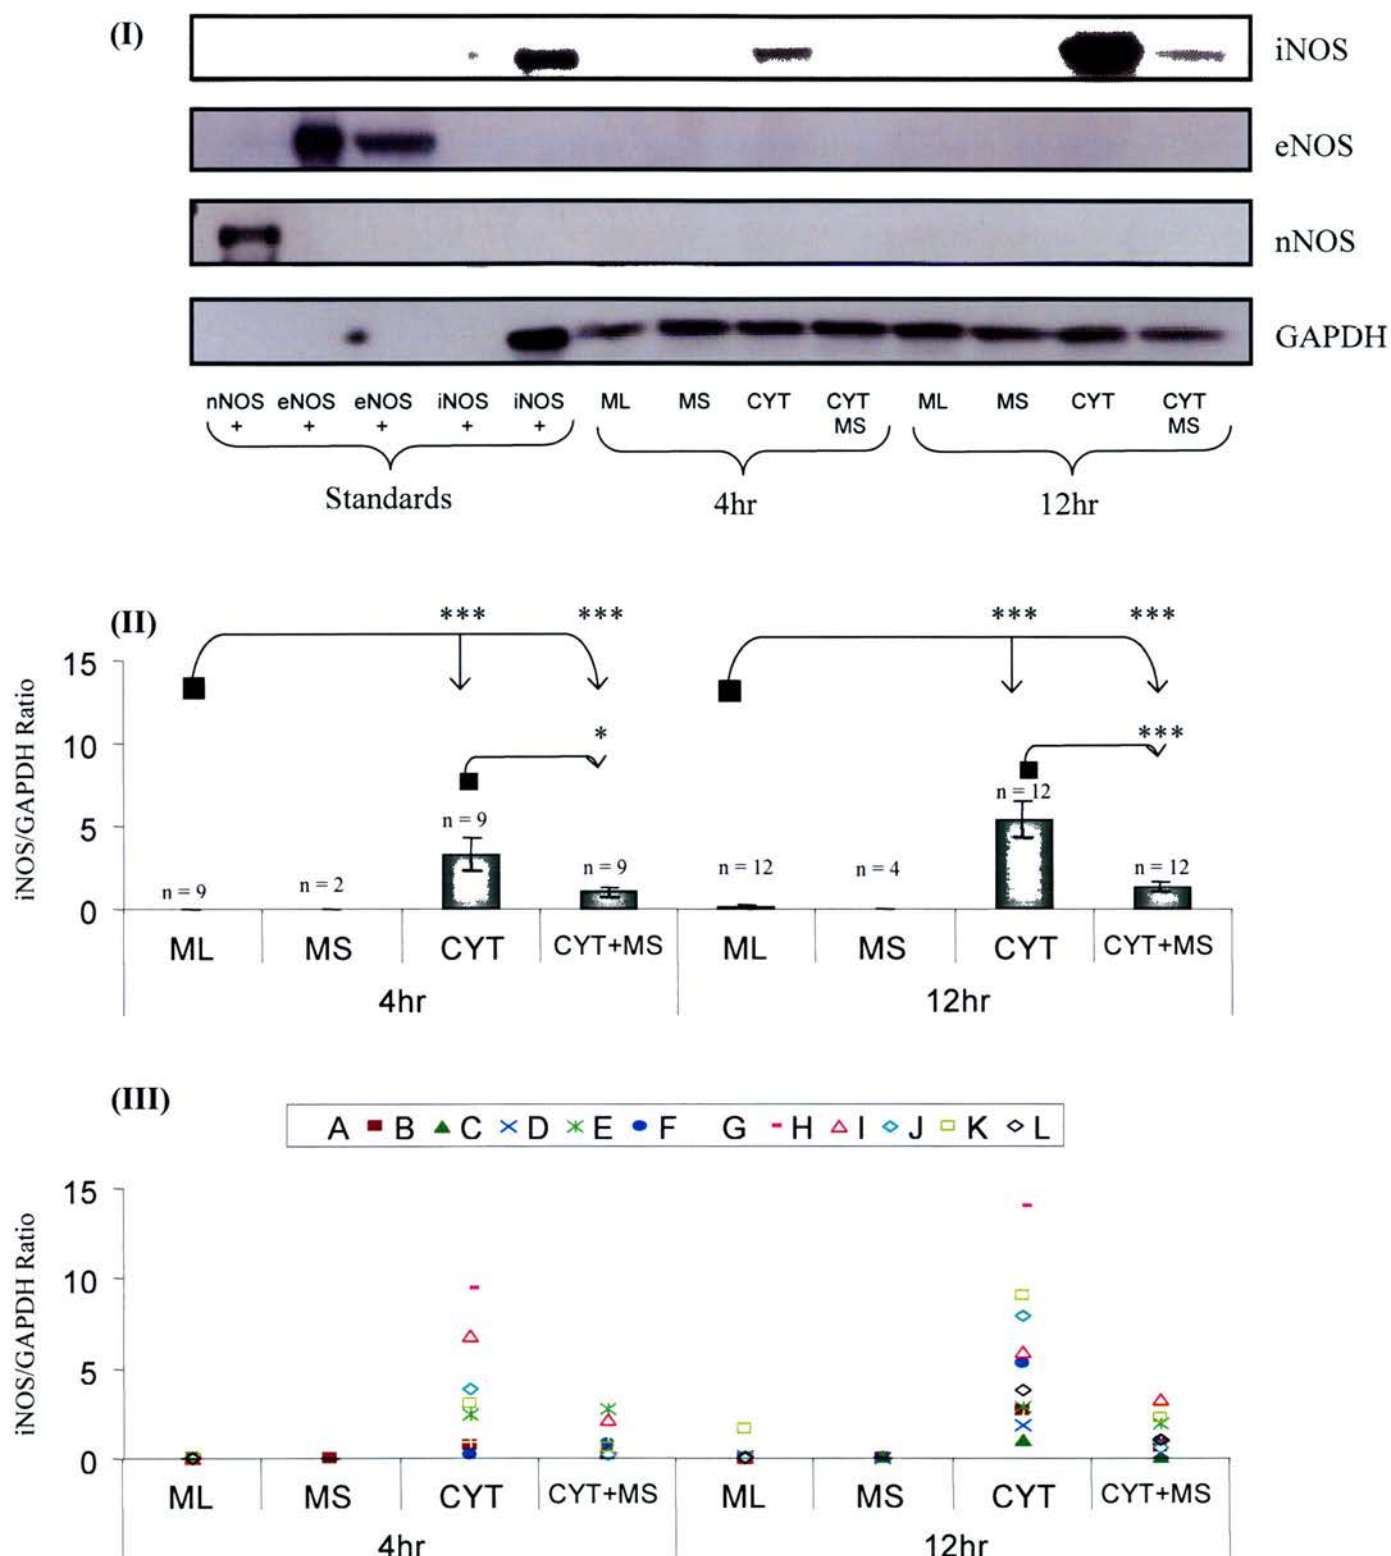 (I)
iNOS
eNOS
nNOS
GAPDH
nNOS eNOS eNOS iNOS iNOS ML MS CYT CYT ML MS CYT CYT
+ + + + + MS MS
Standards 4hr 12hr
(II)
*** *** *** ***
* ***
iNOS/GAPDH Ratio
15
10
5
0
n = 9 n = 2 n = 9 n = 9 n = 12 n = 4 n = 12 n = 12
ML MS CYT CYT+MS ML MS CYT CYT+MS
4hr 12hr
(III)
A B C D E F G H I J K L
iNOS/GAPDH Ratio
15
10
5
0
ML MS CYT CYT+MS ML MS CYT CYT+MS
4hr 12hr